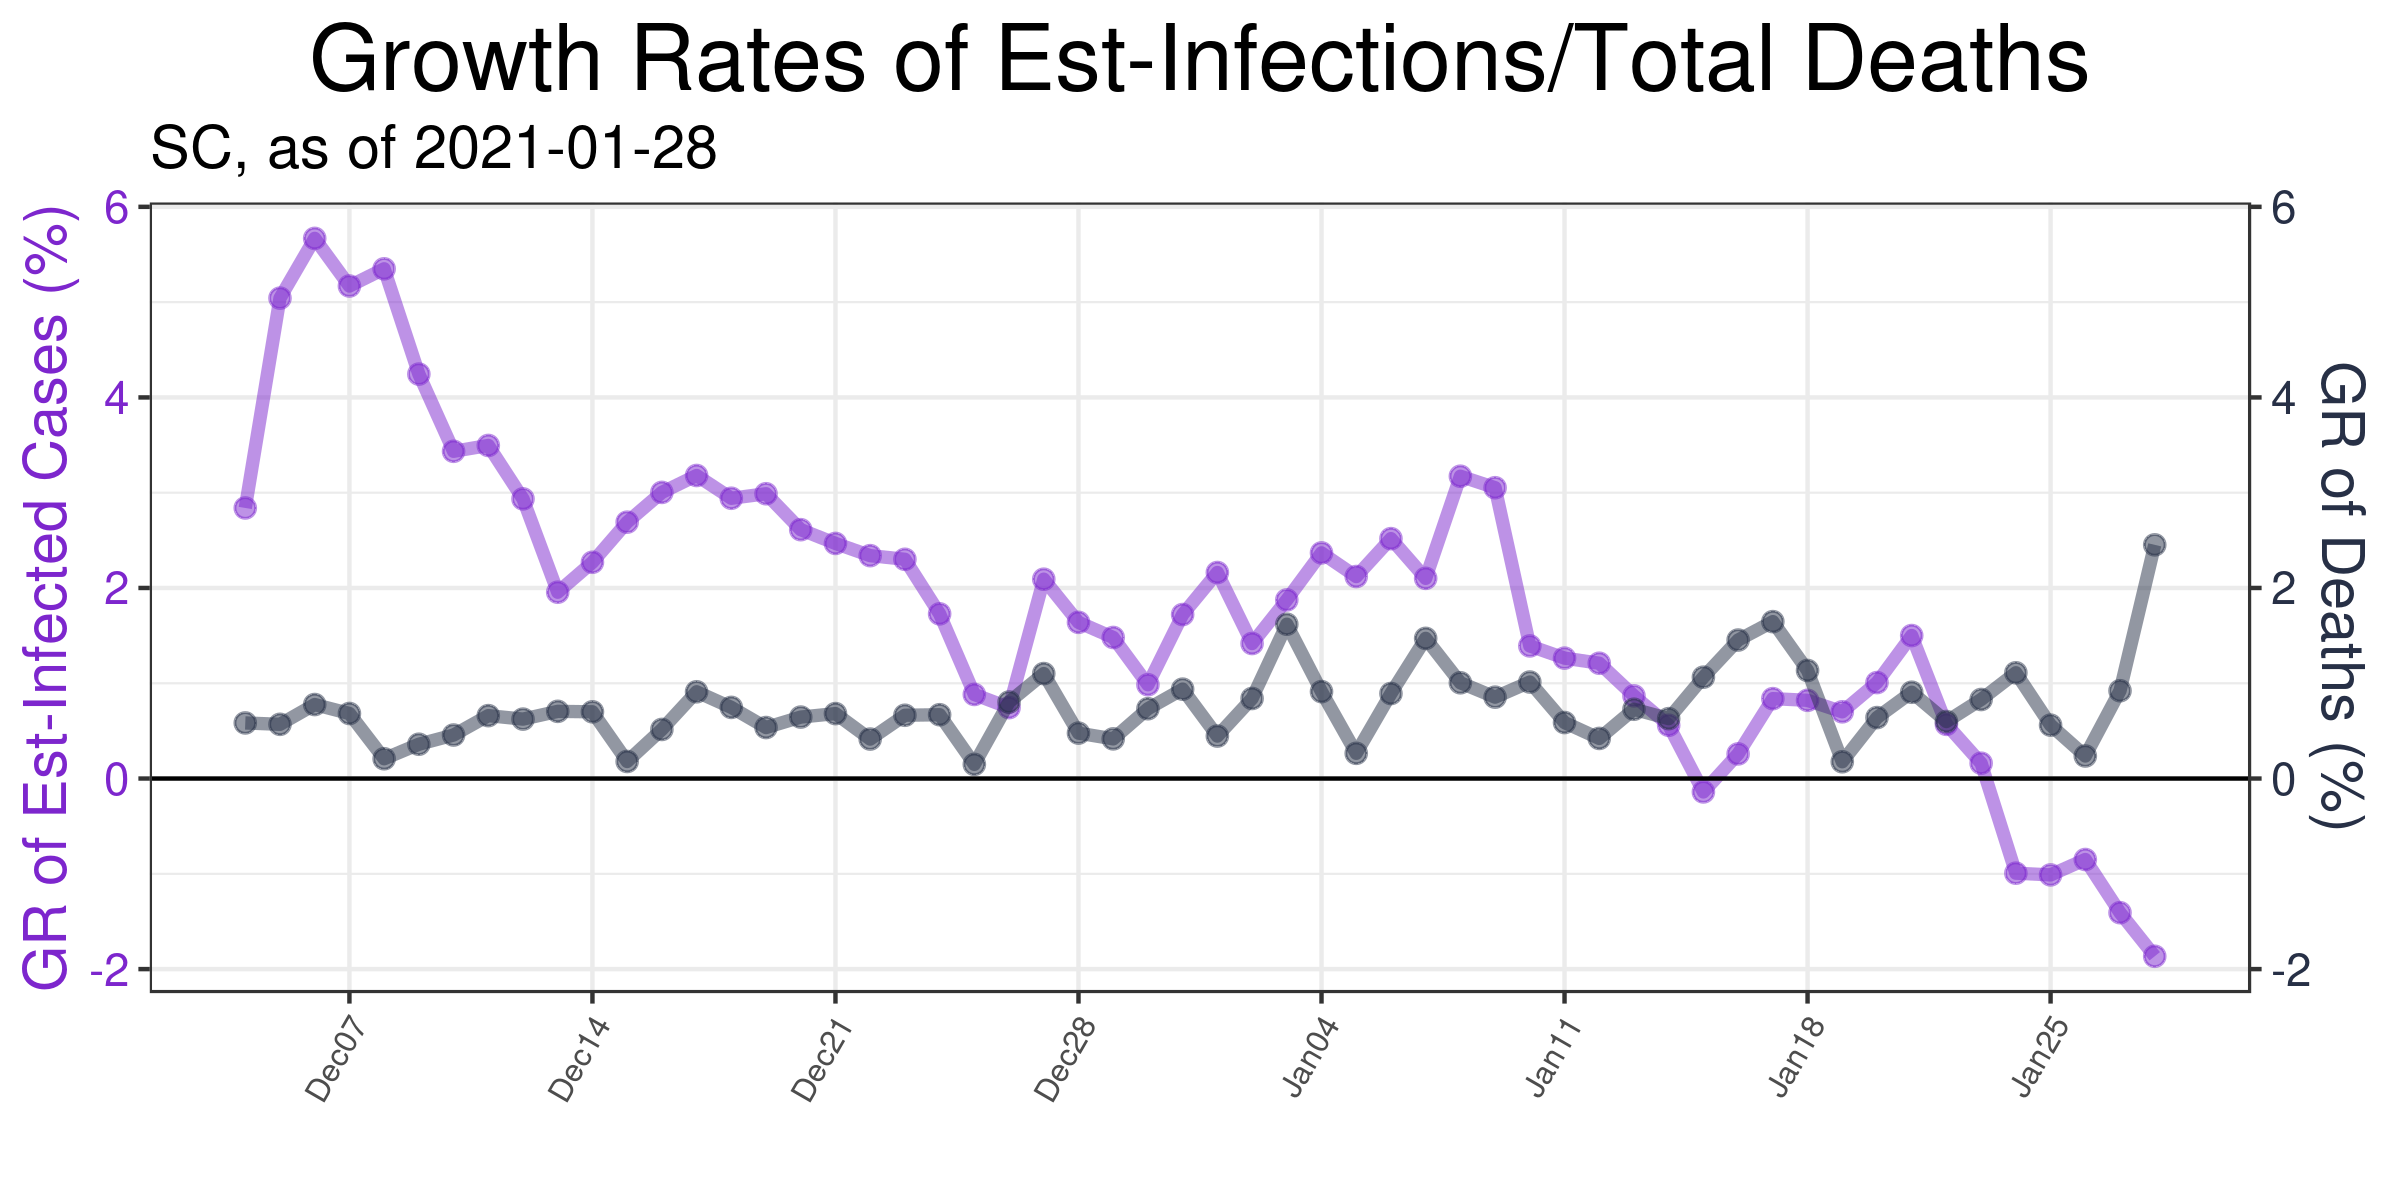 Growth Rates of Est-Infections/Total Deaths
SC, as of 2021-01-28
GR of Est-Infected Cases (%)
6
4
2
0
-2
6
4
2
0
-2
GR of Deaths (%)
Dec07
Dec14
Dec21
Dec28
Jan04
Jan11
Jan18
Jan25